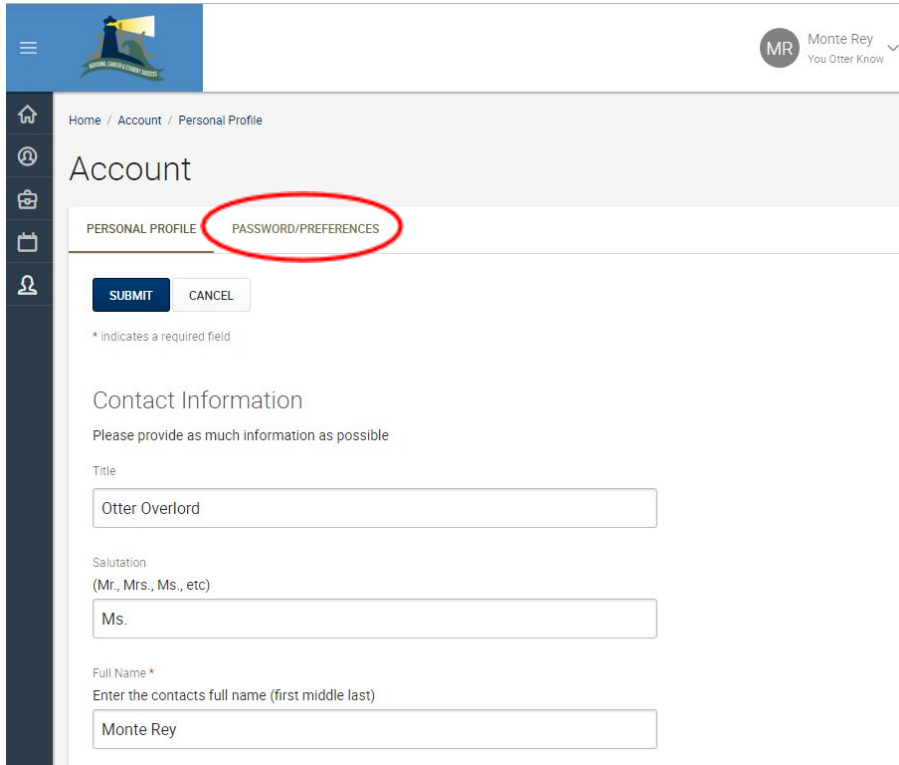 MR
Monte Rey
You Otter Know
Home / Account / Personal Profile
Account
PERSONAL PROFILE
PASSWORD/PREFERENCES
SUBMIT
CANCEL
* indicates a required field
Contact Information
Please provide as much information as possible
Title
Otter Overlord
Salutation
(Mr., Mrs., Ms., etc)
Ms.
Full Name *
Enter the contacts full name (first middle last)
Monte Rey